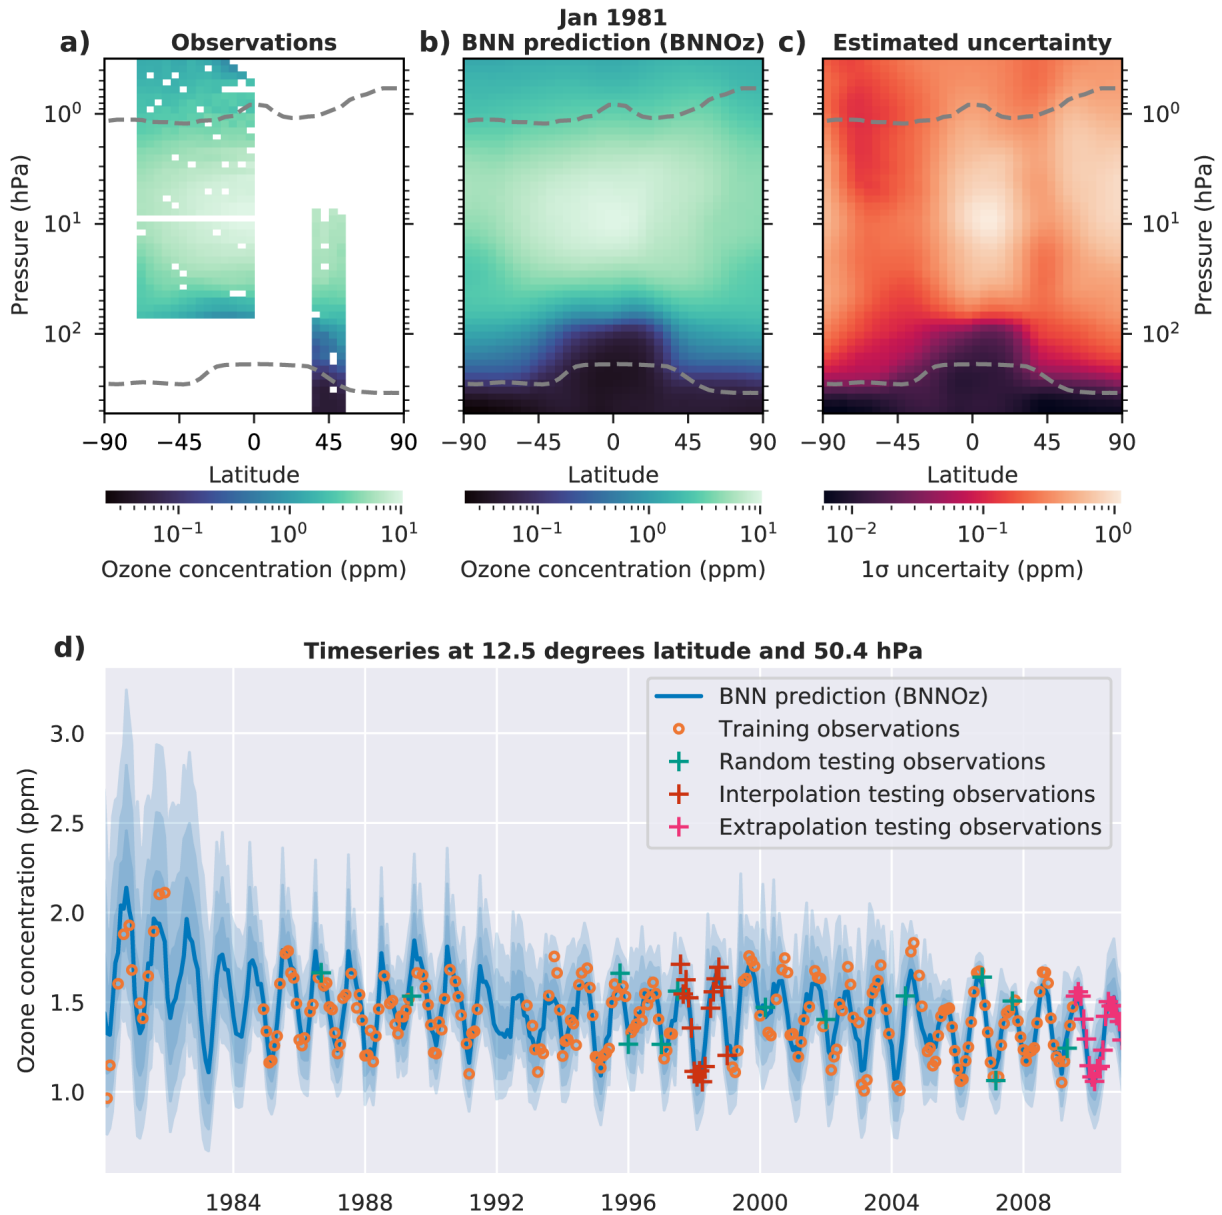 Jan 1981
a) Observations b) BNN prediction (BNNOz) c) Estimated uncertainty
Pressure (hPa)
10⁰
10¹
10²
10⁰
10¹
10²
Pressure (hPa)
−90 −45 0 45 90 −90 −45 0 45 90 −90 −45 0 45 90
Latitude Latitude Latitude
10⁻¹ 10⁰ 10¹ 10⁻¹ 10⁰ 10¹ 10⁻² 10⁻¹ 10⁰
Ozone concentration (ppm) Ozone concentration (ppm) 1σ uncertaity (ppm)
d) Timeseries at 12.5 degrees latitude and 50.4 hPa
Ozone concentration (ppm)
3.0
2.5
2.0
1.5
1.0
BNN prediction (BNNOz)
Training observations
Random testing observations
Interpolation testing observations
Extrapolation testing observations
1984 1988 1992 1996 2000 2004 2008